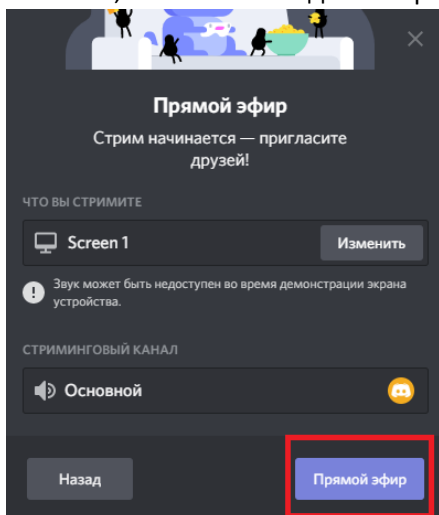 Прямой эфир
Стрим начинается — пригласите
друзей!
ЧТО ВЫ СТРИМИТЕ
Screen 1
Изменить
Звук может быть недоступен во время демонстрации экрана
устройства.
СТРИМИНГОВЫЙ КАНАЛ
Основной
Назад
Прямой эфир